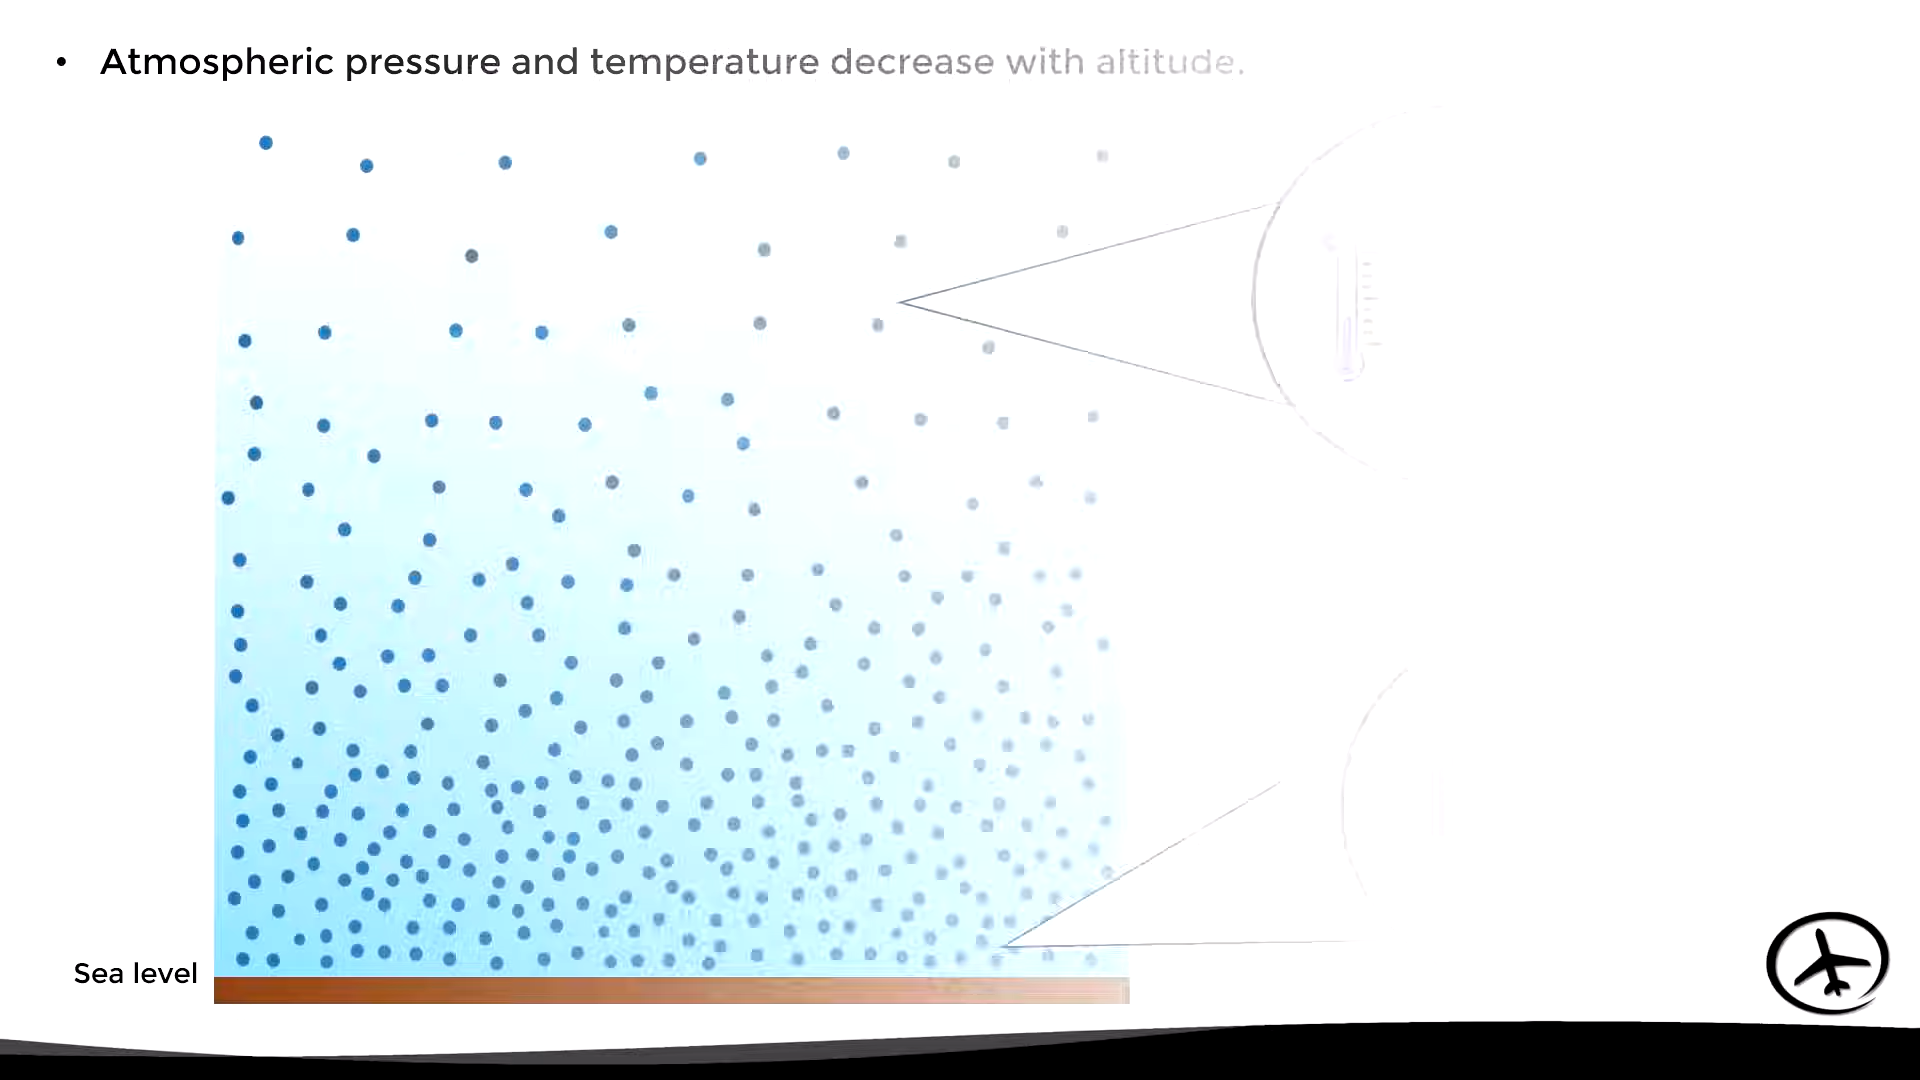 • Atmospheric pressure and temperature decrease with altitude.
Sea level